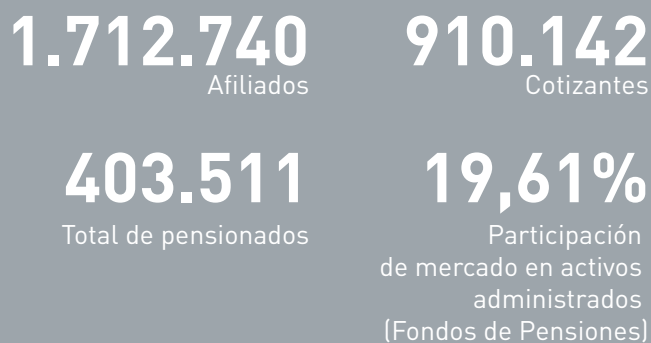 1.712.740
Afiliados
910.142
Cotizantes
403.511
Total de pensionados
19,61%
Participación
de mercado en activos
administrados
(Fondos de Pensiones)